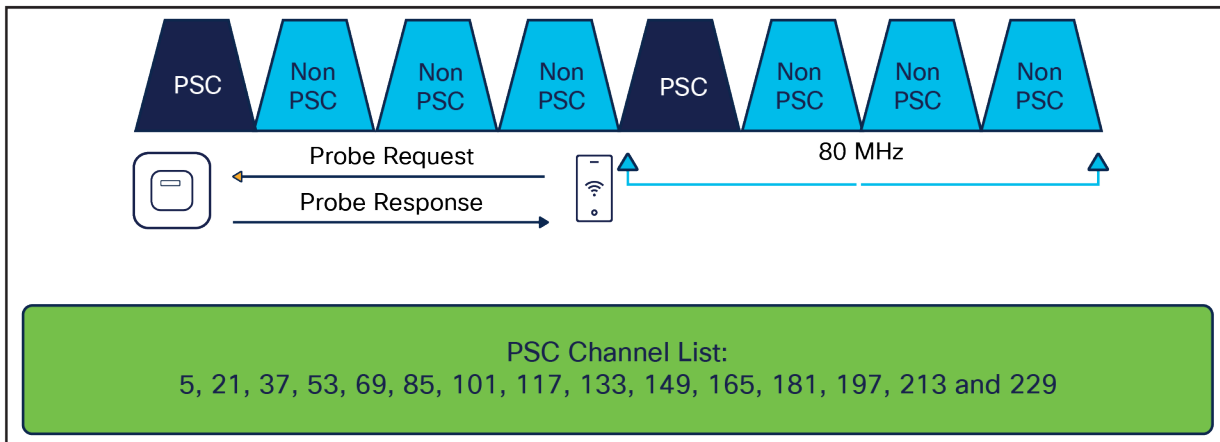 PSC
Non
PSC
Non
PSC
Non
PSC
PSC
Non
PSC
Non
PSC
Non
PSC
Probe Request
80 MHz
Probe Response
PSC Channel List:
5, 21, 37, 53, 69, 85, 101, 117, 133, 149, 165, 181, 197, 213 and 229